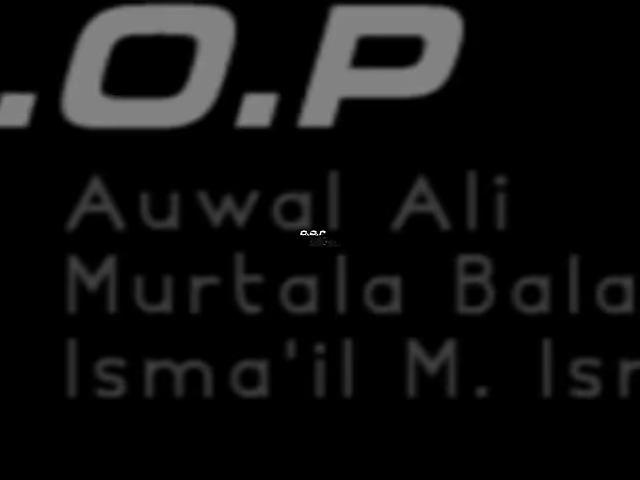 .O.P
Auwal Ali
Murtala Bala
Isma'il M. Isr
O.O.P